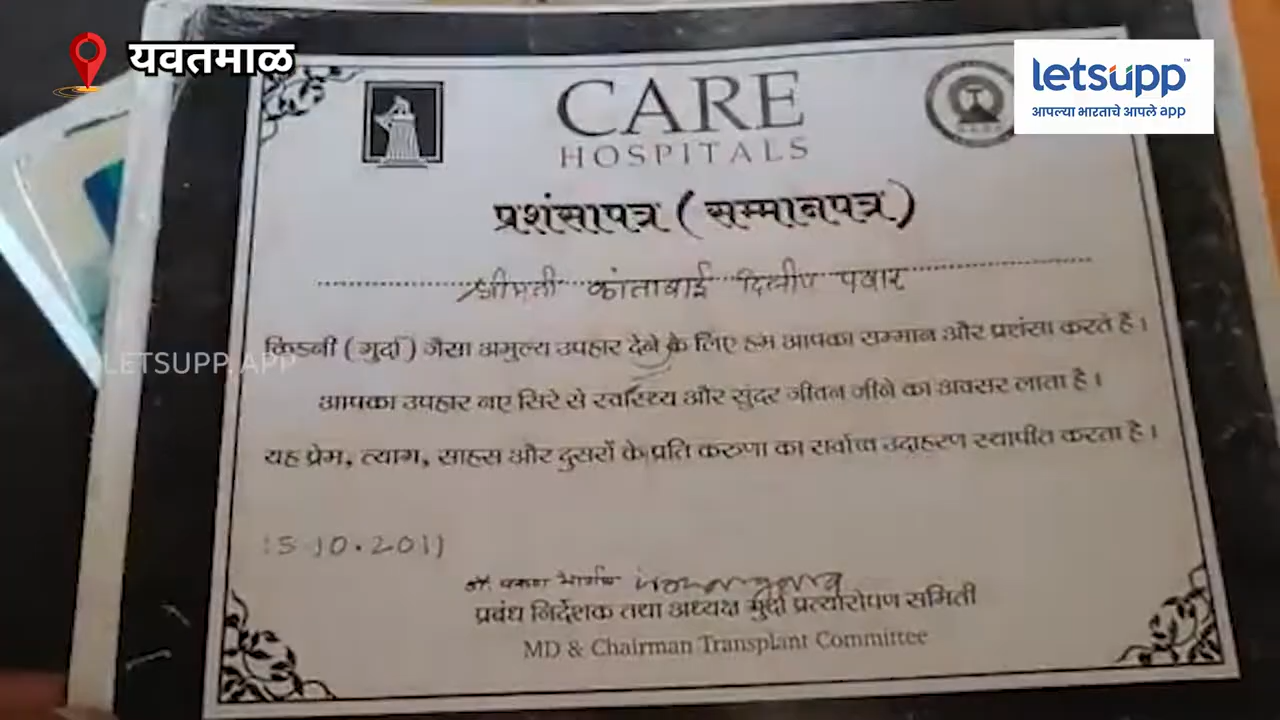 यवतमाळ
letsupp™
आपल्या भारताचे आपले app
CARE
HOSPITALS
प्रशंसापत्र (सम्मानपत्र)
श्रीमती कांताबाई दिलीप पवार
किडनी (गुर्दा) जैसा अमुल्य उपहार देने के लिए हम आपका सम्मान और प्रशंसा करते है।
LETSUPP APP
आपका उपहार नए सिरे से स्वास्थ्य और सुंदर जीवन जीने का अवसर लाता है।
यह प्रेम, त्याग, साहस और दुसरों के प्रति करुणा का सर्वोच्च उदाहरण स्थापीत करता है।
15.10.2011
डॉ.
प्रबंध निर्देशक तथा अध्यक्ष गुर्दा प्रत्यारोपण समिती
MD & Chairman Transplant Committee